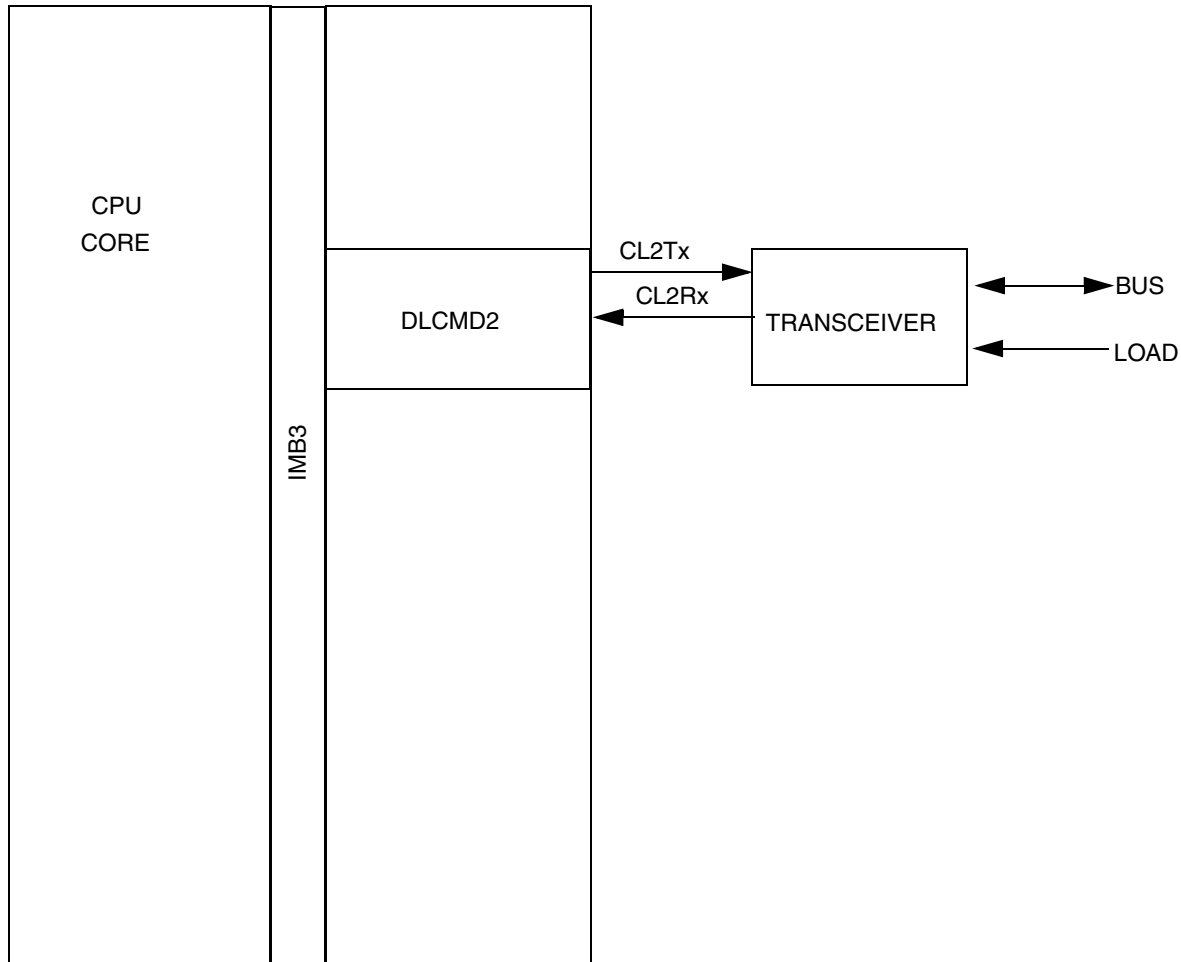 CPU
CORE
CL2Tx
CL2Rx
BUS
DLCMD2
TRANSCEIVER
LOAD
IMB3